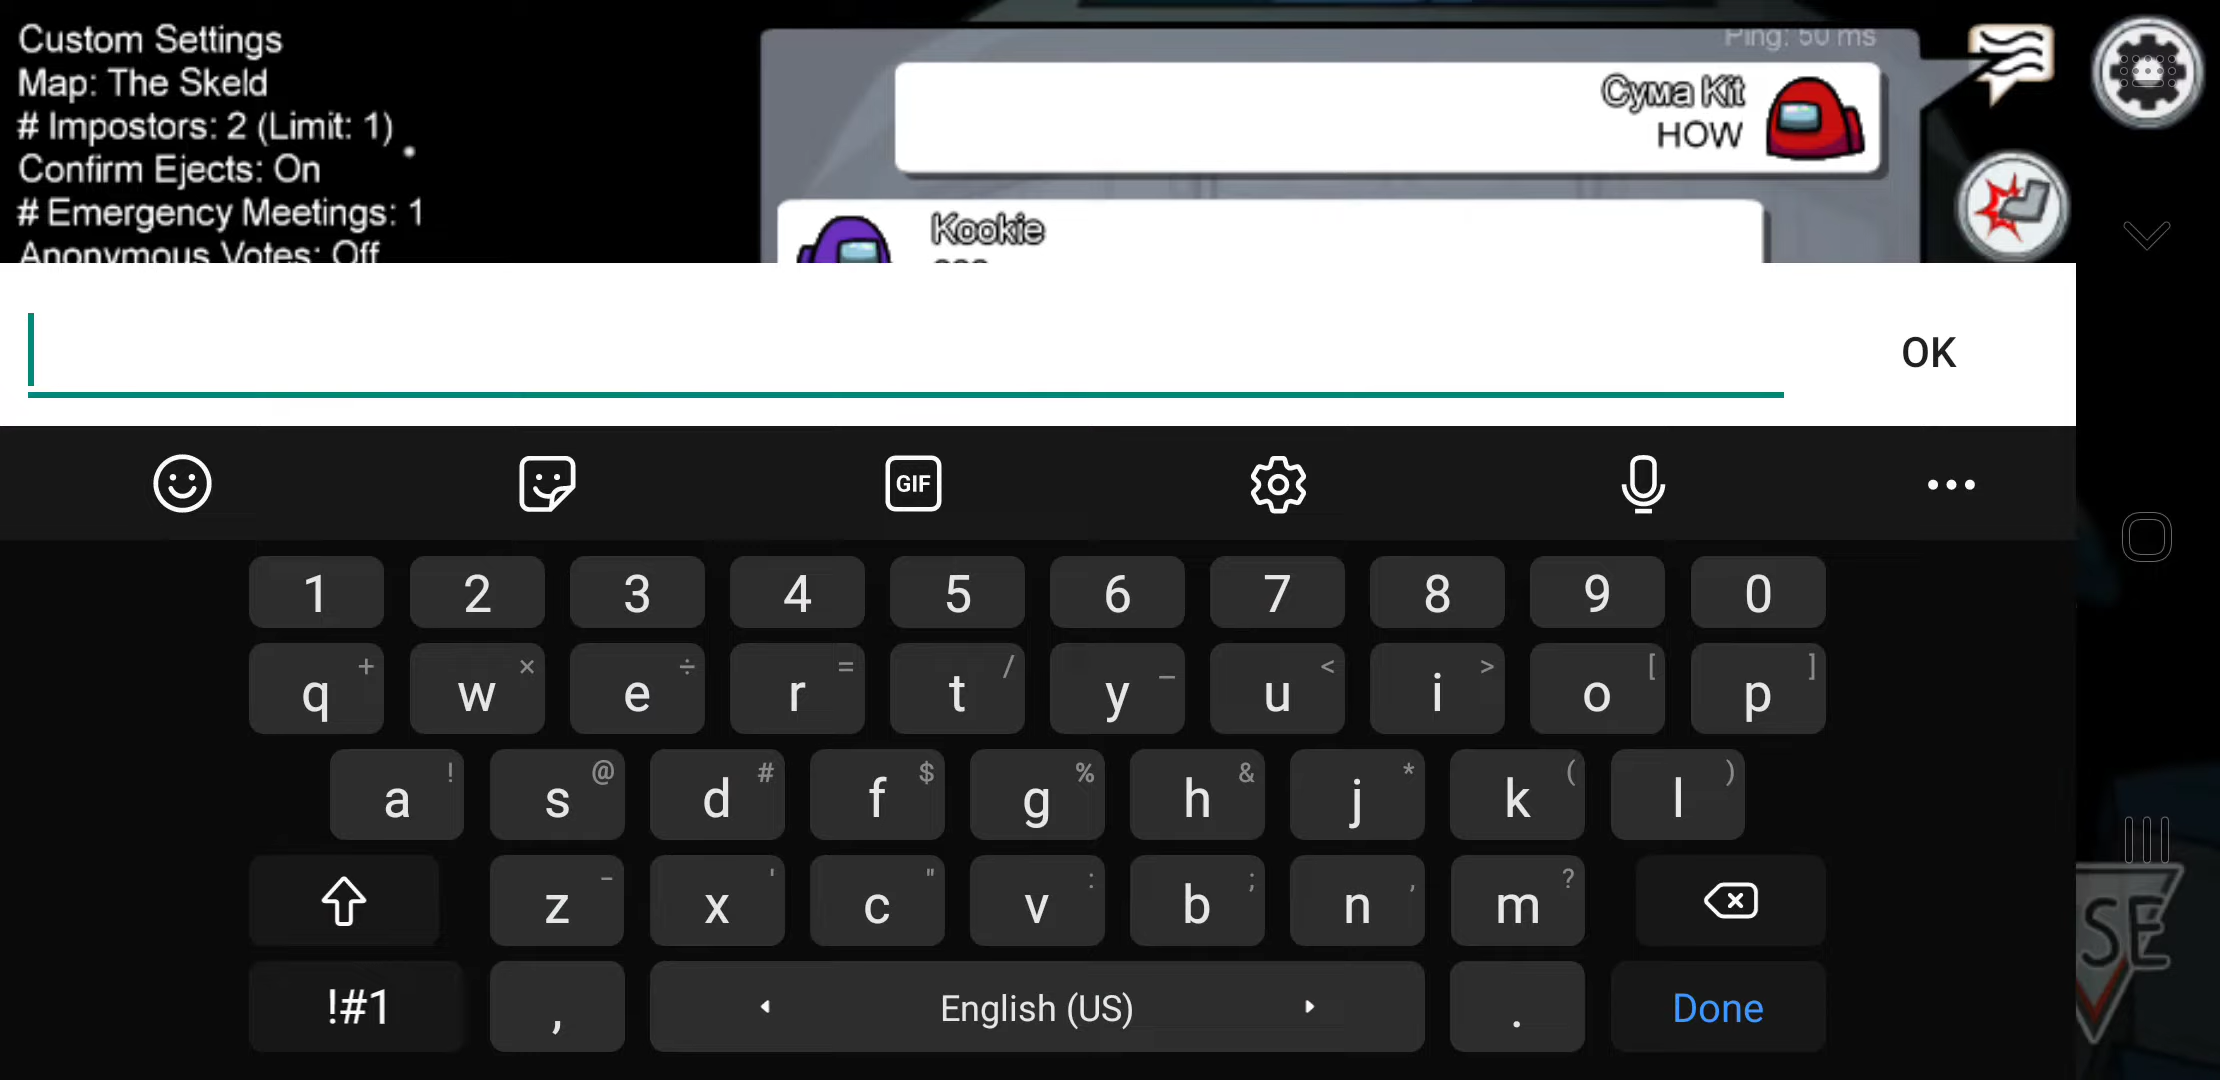 Custom Settings
Map: The Skeld
# Impostors: 2 (Limit: 1)
Confirm Ejects: On
# Emergency Meetings: 1
Anonymous Votes: Off
Ping: 50 ms
Сума Kit
HOW
Kookie
OK
GIF
1 2 3 4 5 6 7 8 9 0
+ × ÷ = / _ < > [ ]
q w e r t y u i o p
! @ # $ % & * ( )
a s d f g h j k l
- ' " : ; , ?
z x c v b n m
!#1 , English (US) . Done
SE